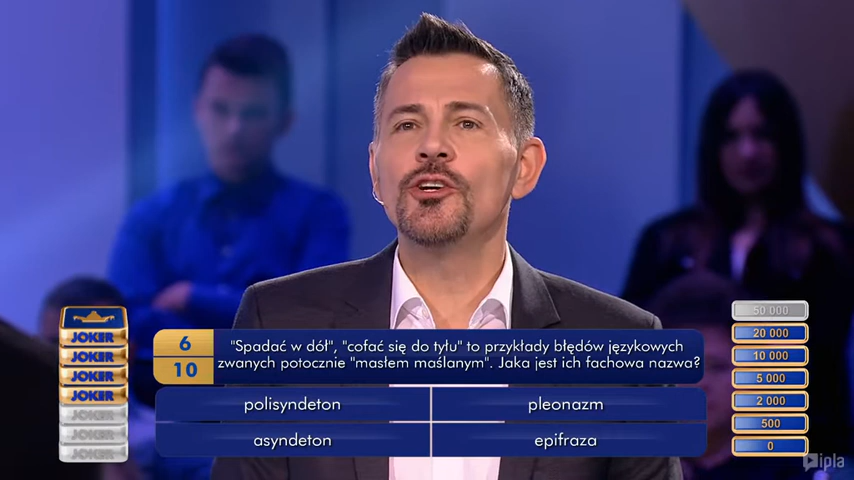 6
10
"Spadać w dół", "cofać się do tyłu" to przykłady błędów językowych
zwanych potocznie "masłem maślanym". Jaka jest ich fachowa nazwa?
polisyndeton
pleonazm
asyndeton
epifraza
JOKER
JOKER
JOKER
JOKER
JOKER
JOKER
JOKER
50 000
20 000
10 000
5 000
2 000
500
0
ipla